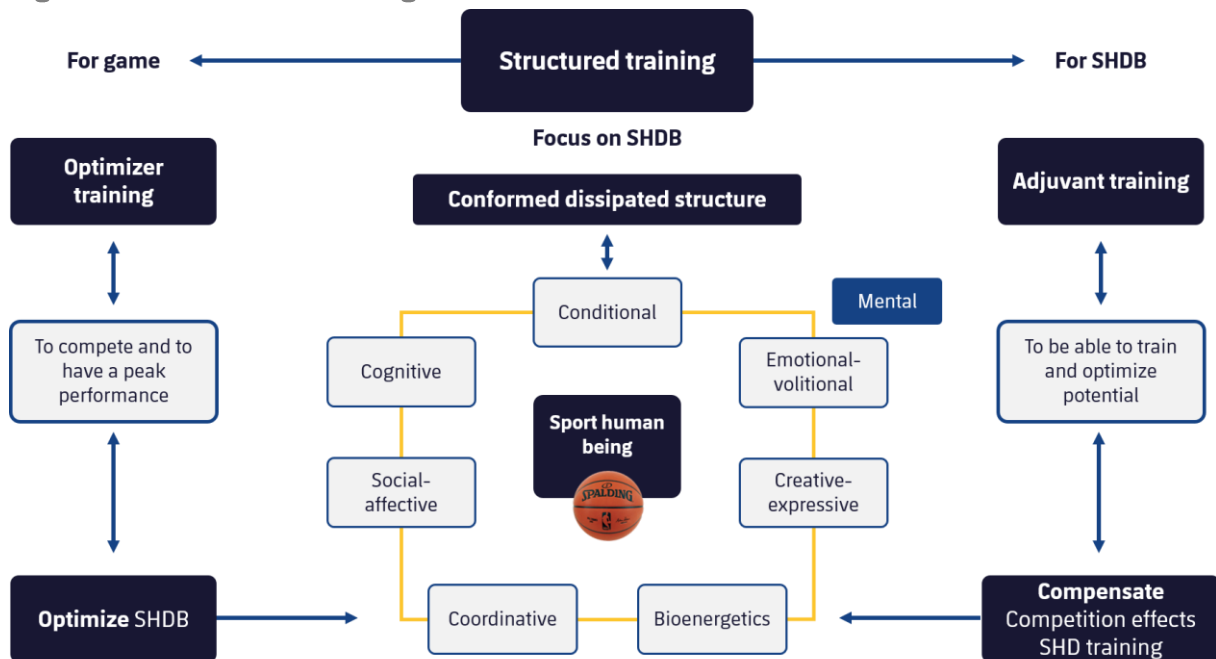 For game
Structured training
For SHDB
Focus on SHDB
Optimizer
training
Conformed dissipated structure
Adjuvant training
Conditional
Mental
To compete and to
have a peak
performance
Cognitive
Emotional-
volitional
To be able to train
and optimize
potential
Sport human
being
Social-
affective
SPALDING
Creative-
expressive
Optimize SHDB
Coordinative
Bioenergetics
Compensate
Competition effects
SHD training